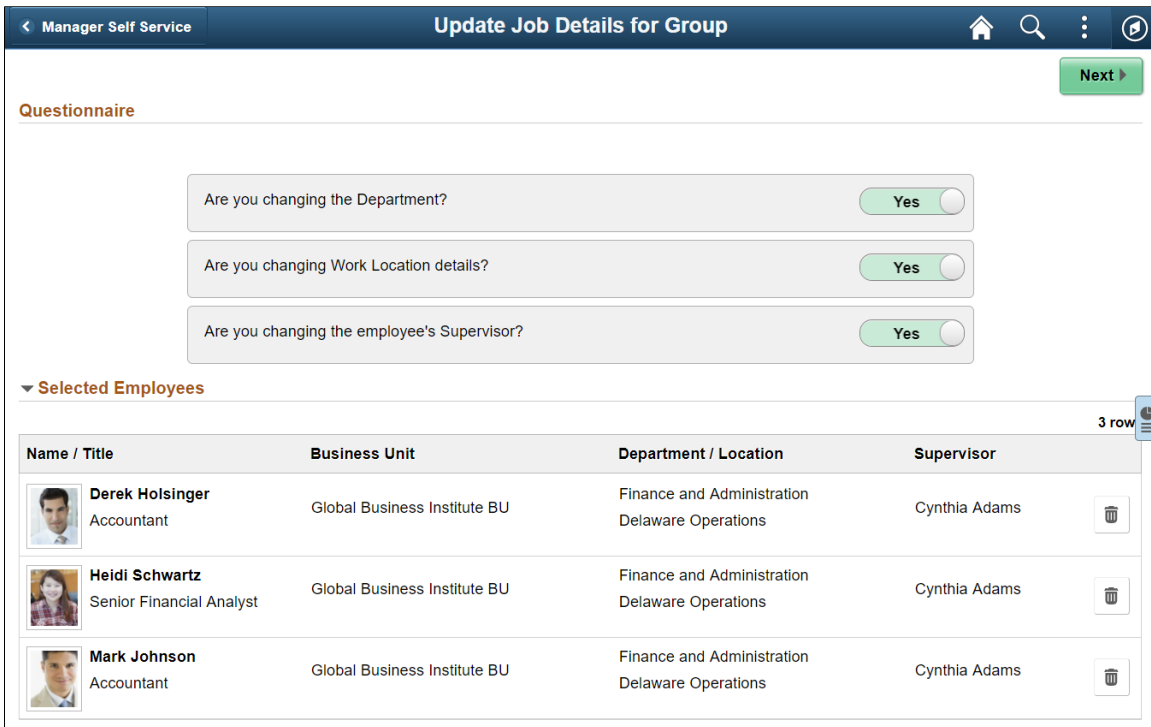 Manager Self Service
Update Job Details for Group
Next
Questionnaire
Are you changing the Department?
Yes
Are you changing Work Location details?
Yes
Are you changing the employee's Supervisor?
Yes
Selected Employees
3 row
Name / Title Business Unit Department / Location Supervisor
Derek Holsinger
Accountant
Global Business Institute BU
Finance and Administration
Delaware Operations
Cynthia Adams
Heidi Schwartz
Senior Financial Analyst
Global Business Institute BU
Finance and Administration
Delaware Operations
Cynthia Adams
Mark Johnson
Accountant
Global Business Institute BU
Finance and Administration
Delaware Operations
Cynthia Adams